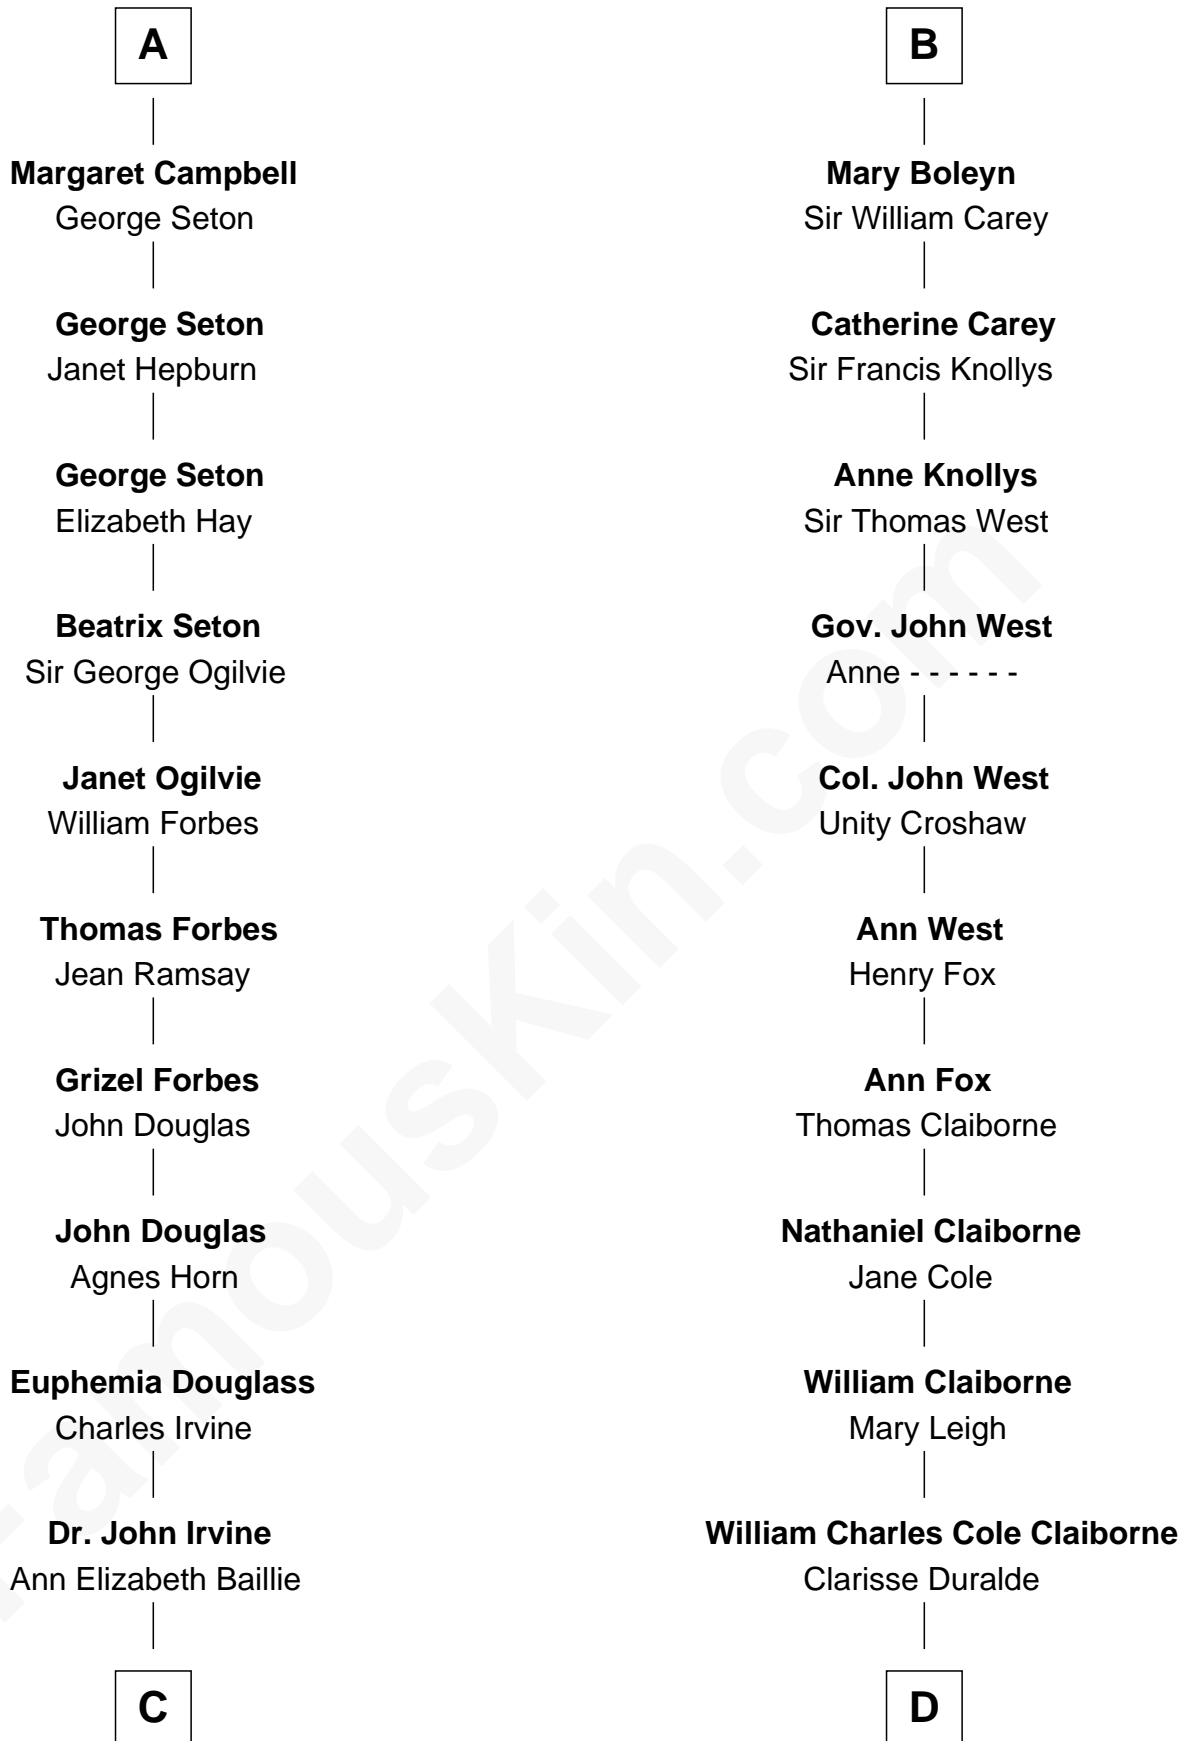 A
Margaret Campbell
George Seton
George Seton
Janet Hepburn
George Seton
Elizabeth Hay
Beatrix Seton
Sir George Ogilvie
Janet Ogilvie
William Forbes
Thomas Forbes
Jean Ramsay
Grizel Forbes
John Douglas
John Douglas
Agnes Horn
Euphemia Douglass
Charles Irvine
Dr. John Irvine
Ann Elizabeth Baillie
C
B
Mary Boleyn
Sir William Carey
Catherine Carey
Sir Francis Knollys
Anne Knollys
Sir Thomas West
Gov. John West
Anne - - - - - -
Col. John West
Unity Croshaw
Ann West
Henry Fox
Ann Fox
Thomas Claiborne
Nathaniel Claiborne
Jane Cole
William Claiborne
Mary Leigh
William Charles Cole Claiborne
Clarisse Duralde
D
FamousKin.com